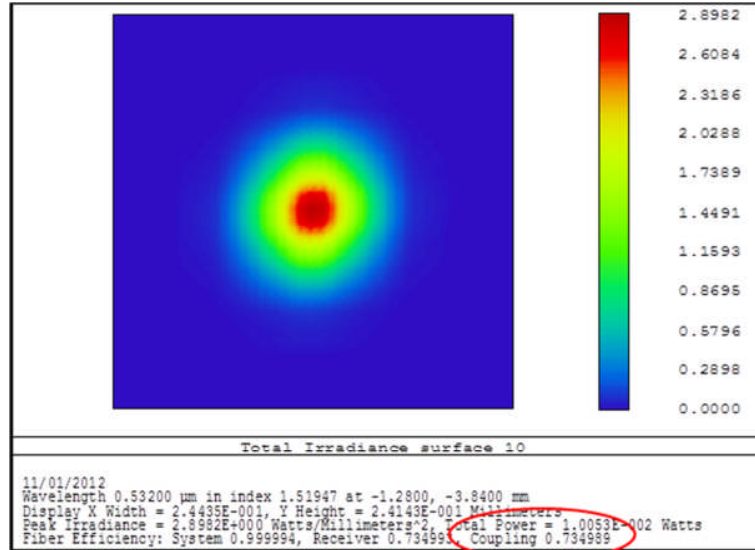 2.8982
2.6084
2.3186
2.0288
1.7389
1.4491
1.1593
0.8695
0.5796
0.2898
0.0000
Total Irradiance surface 10
11/01/2012
Wavelength 0.53200 µm in index 1.51947 at -1.2800, -3.8400 mm
Display X Width = 2.4435E-001, Y Height = 2.4143E-001 Millimeters
Peak Irradiance = 2.8982E+000 Watts/Millimeters^2, Total Power = 1.0053E-002 Watts
Fiber Efficiency: System 0.999994, Receiver 0.734993, Coupling 0.734989